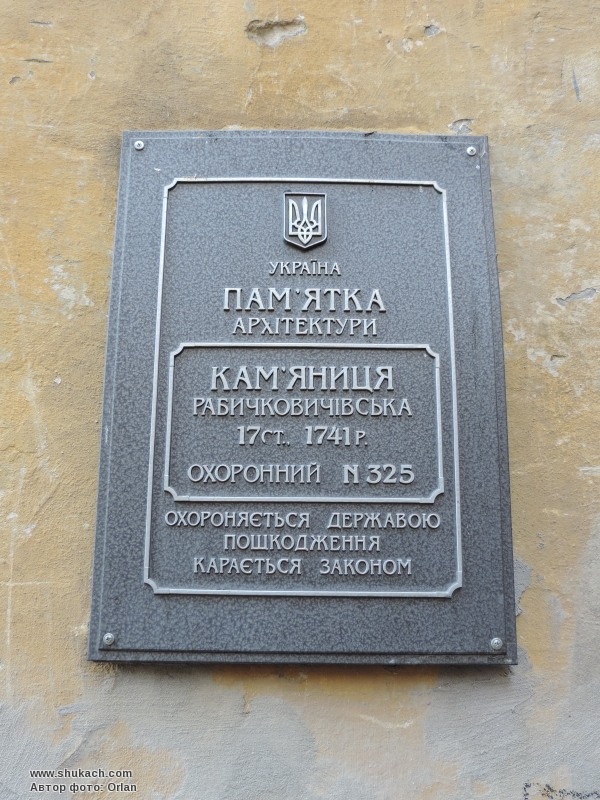 УКРАЇНА
ПАМ'ЯТКА
АРХІТЕКТУРИ
КАМ'ЯНИЦЯ
РАБИЧКОВИЧІВСЬКА
17 СТ., 1741 Р.
ОХОРОННИЙ N 325
ОХОРОНЯЄТЬСЯ ДЕРЖАВОЮ
ПОШКОДЖЕННЯ
КАРАЄТЬСЯ ЗАКОНОМ
www.shukach.com
Автор фото: Orlan